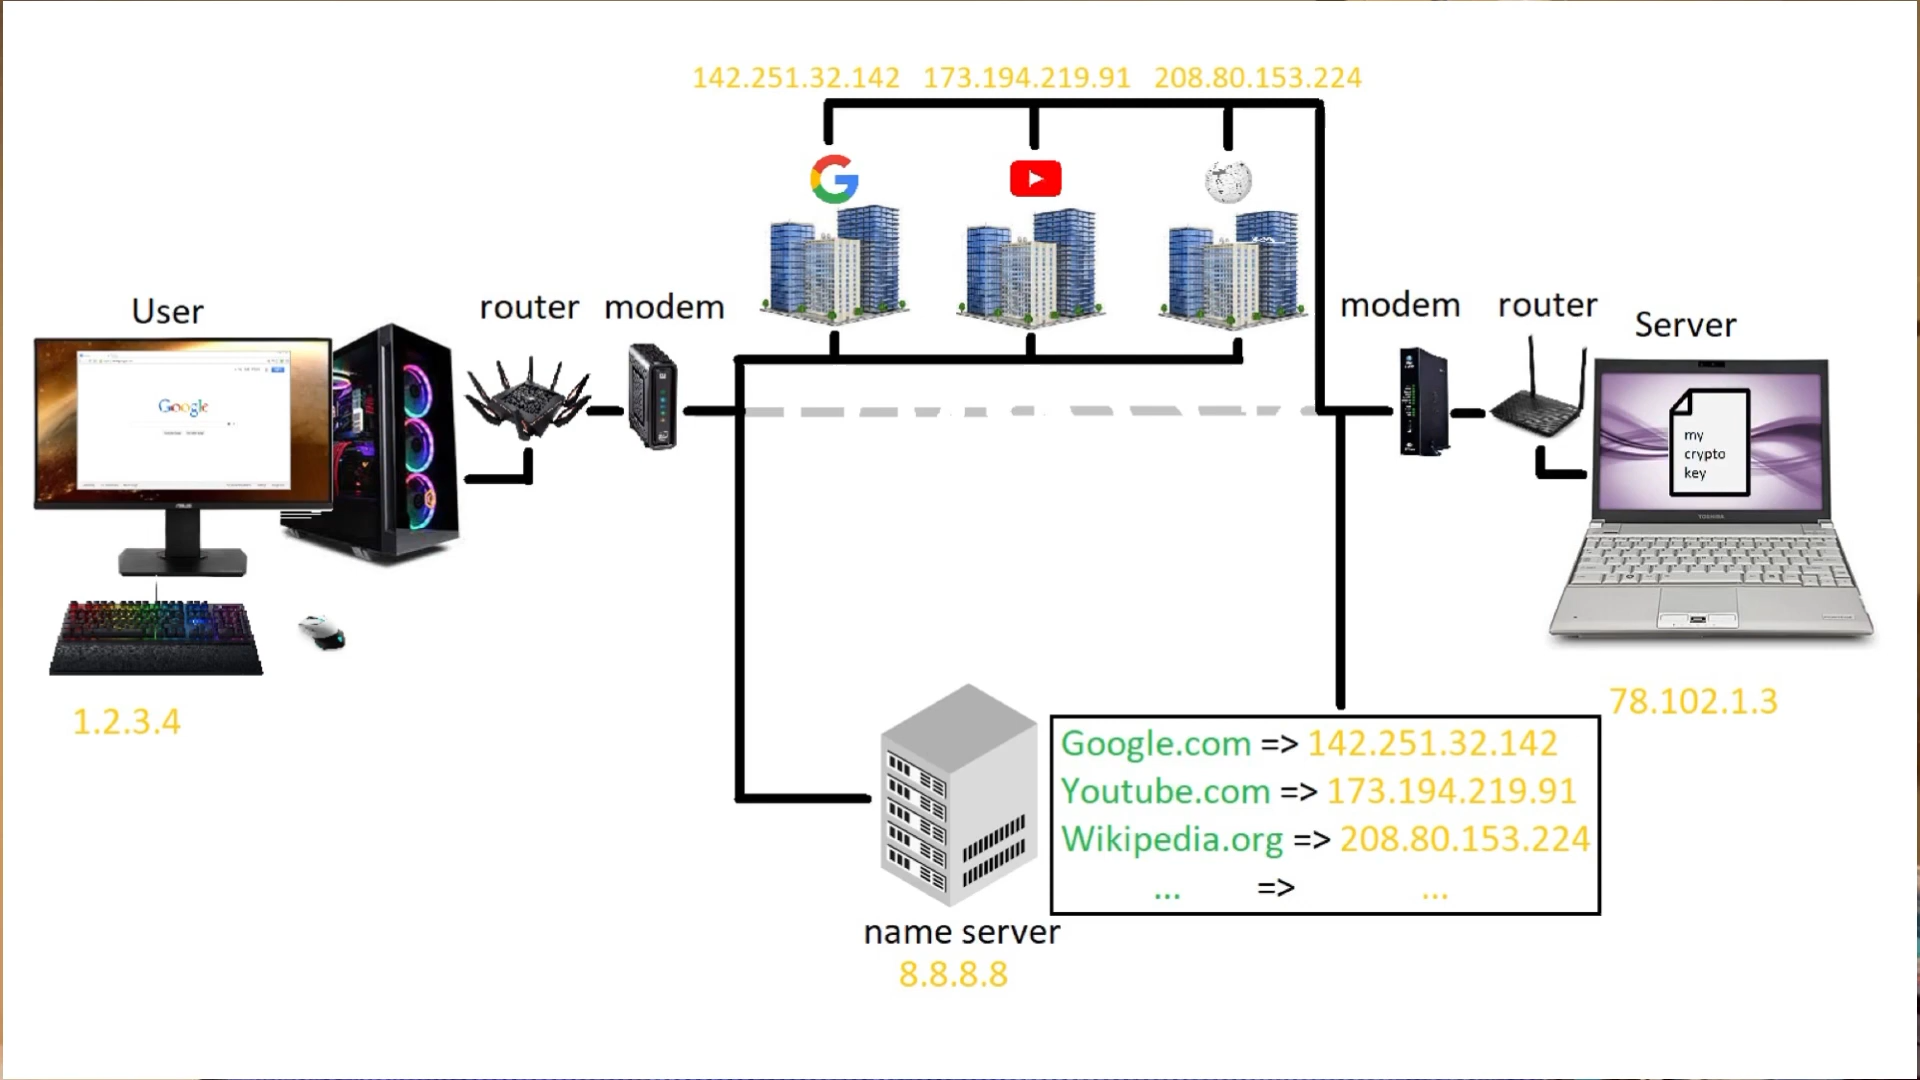 142.251.32.142 173.194.219.91 208.80.153.224
User
router modem
modem router
Server
Google
my
crypto
key
TOSHIBA
1.2.3.4
78.102.1.3
Google.com => 142.251.32.142
Youtube.com => 173.194.219.91
Wikipedia.org => 208.80.153.224
... => ...
name server
8.8.8.8